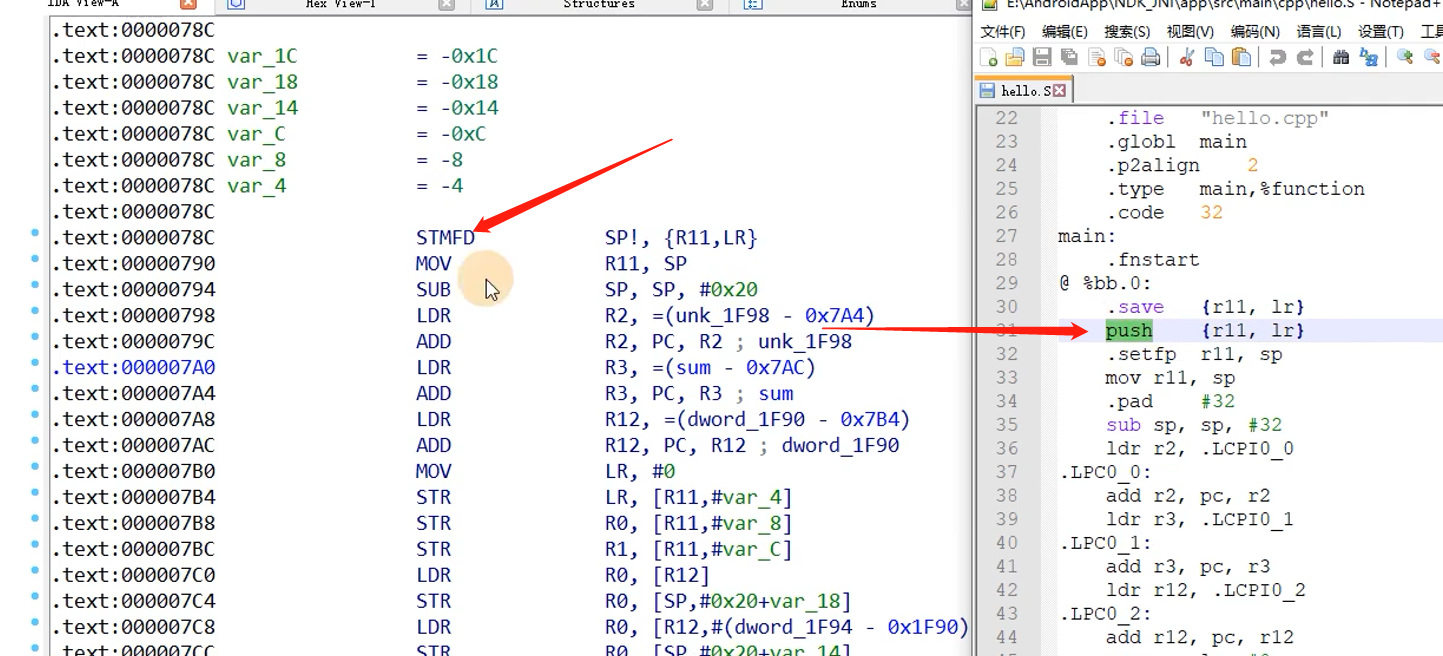 IDA View-A
Hex View-1
Structures
Enums
.text:0000078C
.text:0000078C var_1C = -0x1C
.text:0000078C var_18 = -0x18
.text:0000078C var_14 = -0x14
.text:0000078C var_C = -0xC
.text:0000078C var_8 = -8
.text:0000078C var_4 = -4
.text:0000078C
.text:0000078C STMFD SP!, {R11,LR}
.text:00000790 MOV R11, SP
.text:00000794 SUB SP, SP, #0x20
.text:00000798 LDR R2, =(unk_1F98 - 0x7A4)
.text:0000079C ADD R2, PC, R2 ; unk_1F98
.text:000007A0 LDR R3, =(sum - 0x7AC)
.text:000007A4 ADD R3, PC, R3 ; sum
.text:000007A8 LDR R12, =(dword_1F90 - 0x7B4)
.text:000007AC ADD R12, PC, R12 ; dword_1F90
.text:000007B0 MOV LR, #0
.text:000007B4 STR LR, [R11,#var_4]
.text:000007B8 STR R0, [R11,#var_8]
.text:000007BC STR R1, [R11,#var_C]
.text:000007C0 LDR R0, [R12]
.text:000007C4 STR R0, [SP,#0x20+var_18]
.text:000007C8 LDR R0, [R12,#(dword_1F94 - 0x1F90)
.text:000007CC STR R0, [SP,#0x20+var_14]
E:\AndroidApp\NDK_JNI\app\src\main\cpp\hello.S - Notepad+
文件(F) 编辑(E) 搜索(S) 视图(V) 编码(N) 语言(L) 设置(T) 工具
hello.S
22 .file "hello.cpp"
23 .globl main
24 .p2align 2
25 .type main,%function
26 .code 32
27 main:
28 .fnstart
29 @ %bb.0:
30 .save {r11, lr}
31 push {r11, lr}
32 .setfp r11, sp
33 mov r11, sp
34 .pad #32
35 sub sp, sp, #32
36 ldr r2, .LCPI0_0
37 .LPC0_0:
38 add r2, pc, r2
39 ldr r3, .LCPI0_1
40 .LPC0_1:
41 add r3, pc, r3
42 ldr r12, .LCPI0_2
43 .LPC0_2:
44 add r12, pc, r12